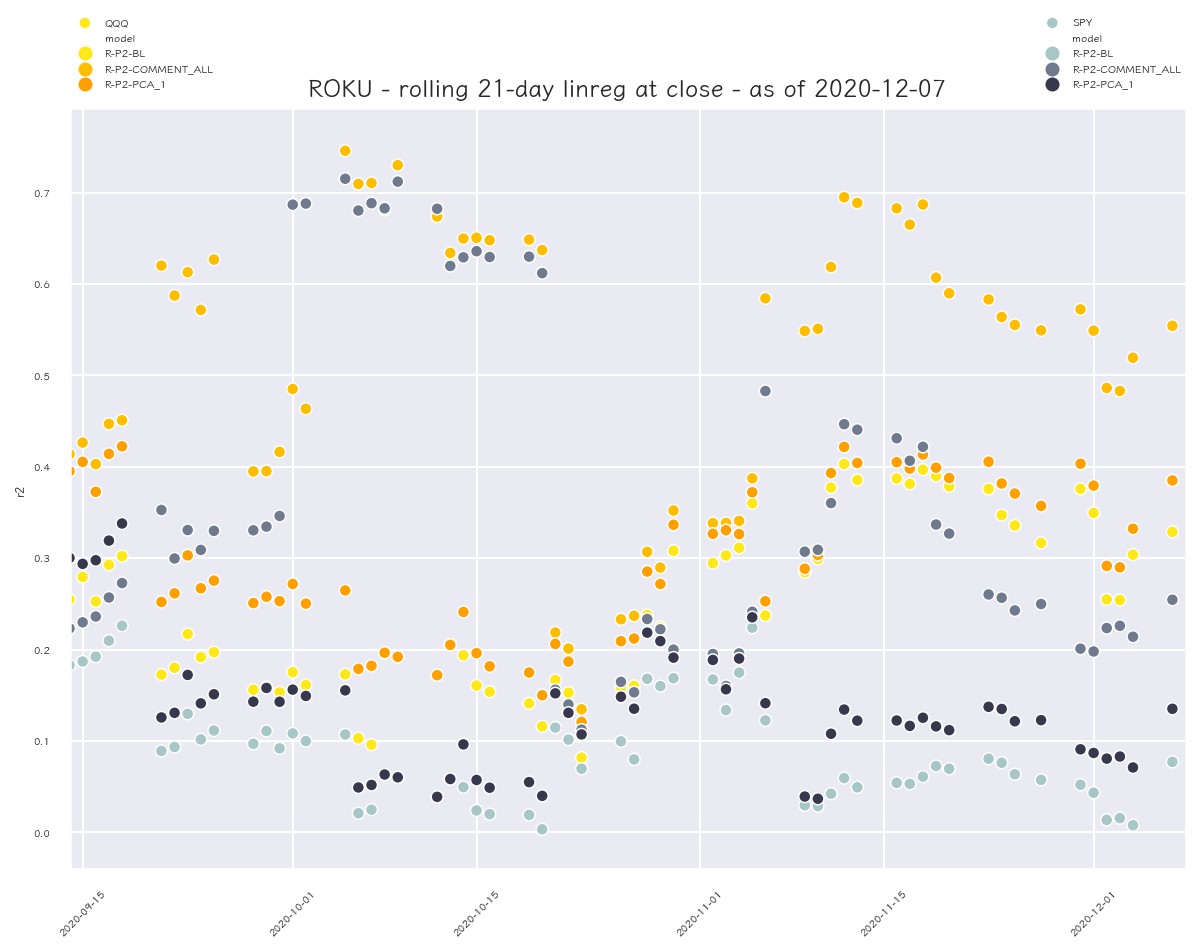 QQQ
model
R-P2-BL
R-P2-COMMENT_ALL
R-P2-PCA_1
SPY
model
R-P2-BL
R-P2-COMMENT_ALL
R-P2-PCA_1
ROKU - rolling 21-day linreg at close - as of 2020-12-07
0.7
0.6
0.5
0.4
0.3
0.2
0.1
0.0
r2
2020-09-15
2020-10-01
2020-10-15
2020-11-01
2020-11-15
2020-12-01